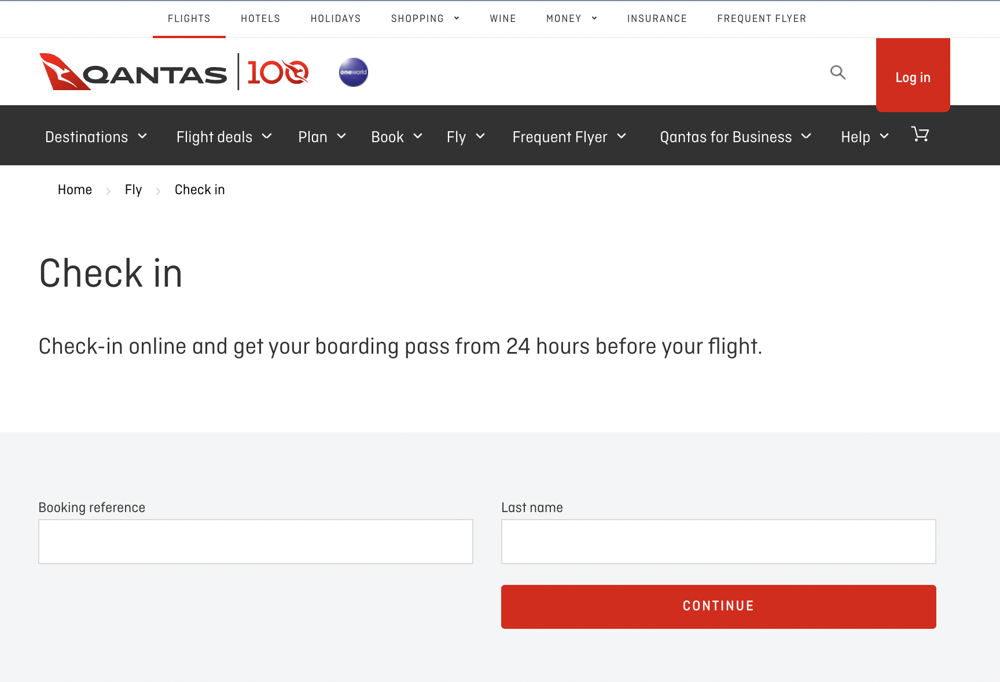 FLIGHTS HOTELS HOLIDAYS SHOPPING WINE MONEY INSURANCE FREQUENT FLYER
QANTAS 100 oneworld
Log in
Destinations Flight deals Plan Book Fly Frequent Flyer Qantas for Business Help
Home Fly Check in
Check in
Check-in online and get your boarding pass from 24 hours before your flight.
Booking reference Last name
CONTINUE